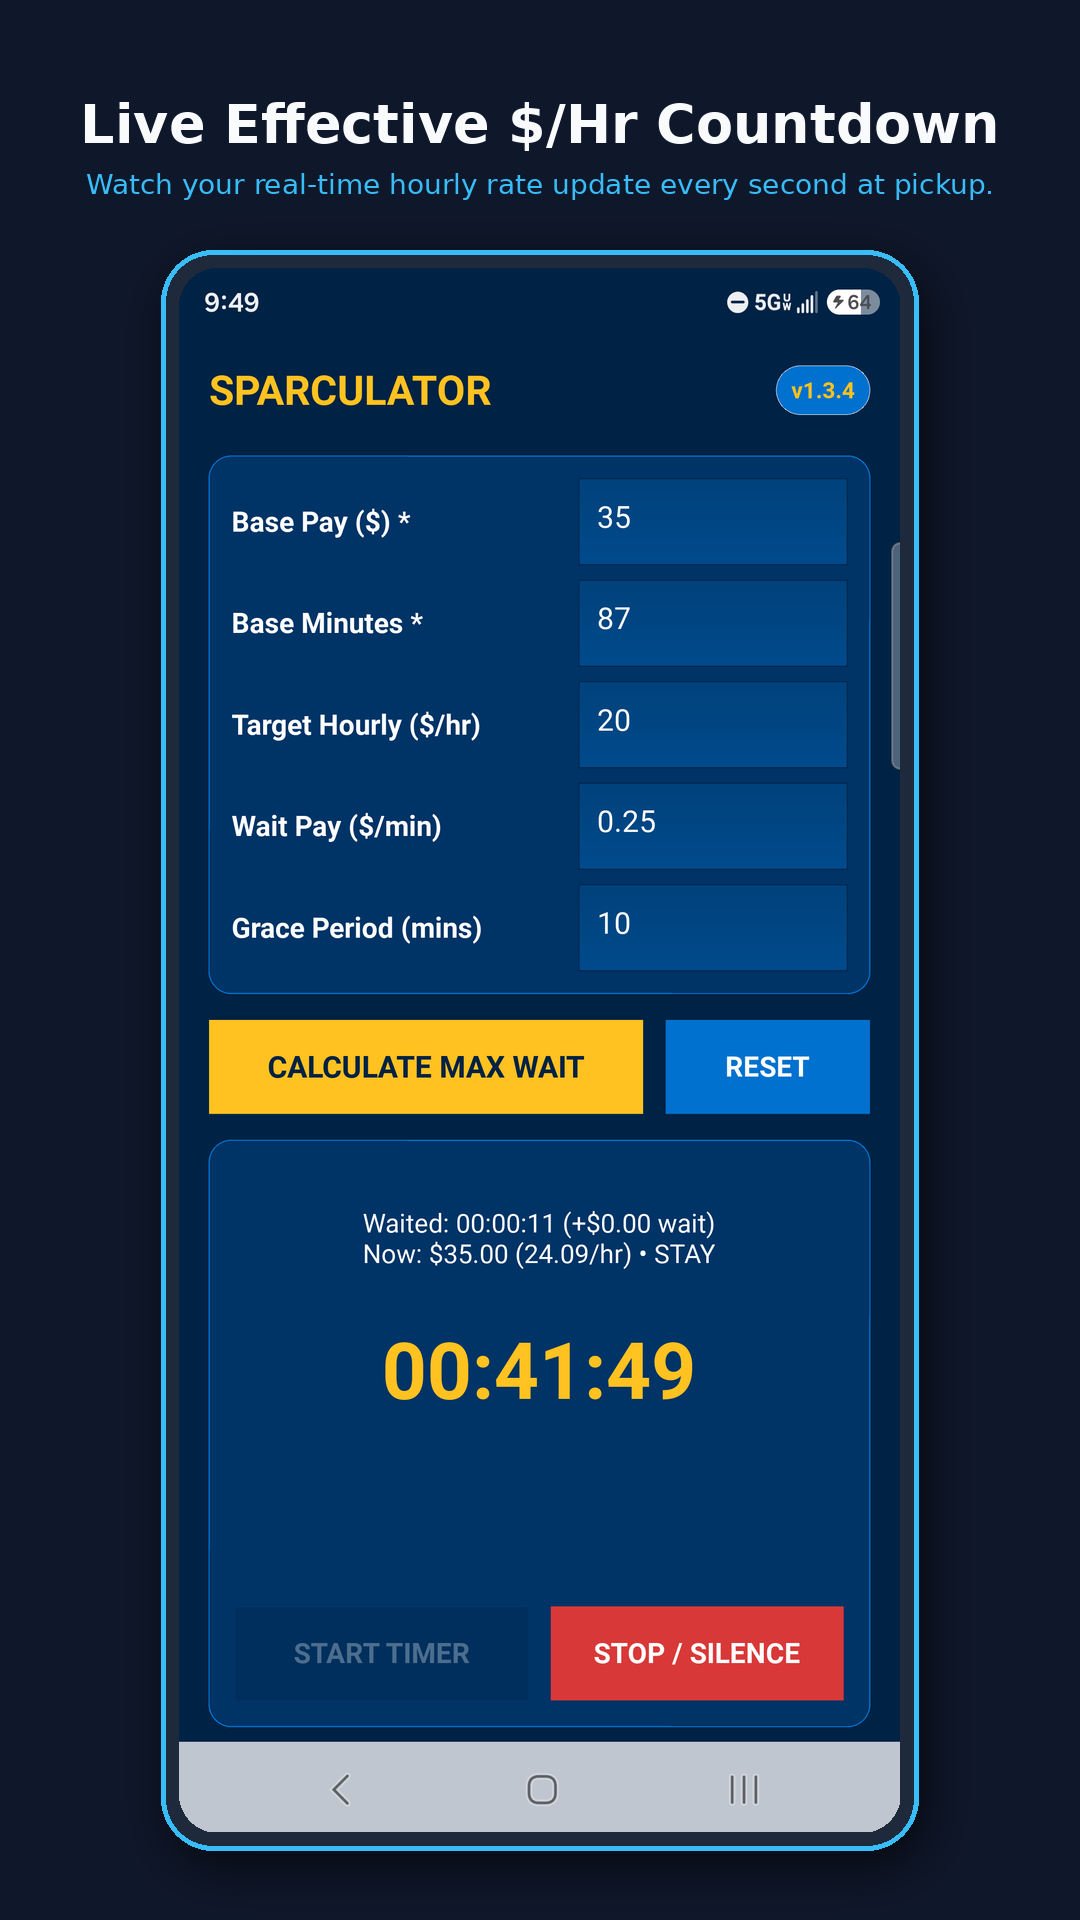 Live Effective $/Hr Countdown
Watch your real-time hourly rate update every second at pickup.
9:49 5G UW 64
SPARCULATOR v1.3.4
Base Pay ($) * 35
Base Minutes * 87
Target Hourly ($/hr) 20
Wait Pay ($/min) 0.25
Grace Period (mins) 10
CALCULATE MAX WAIT RESET
Waited: 00:00:11 (+$0.00 wait)
Now: $35.00 (24.09/hr) • STAY
00:41:49
START TIMER STOP / SILENCE